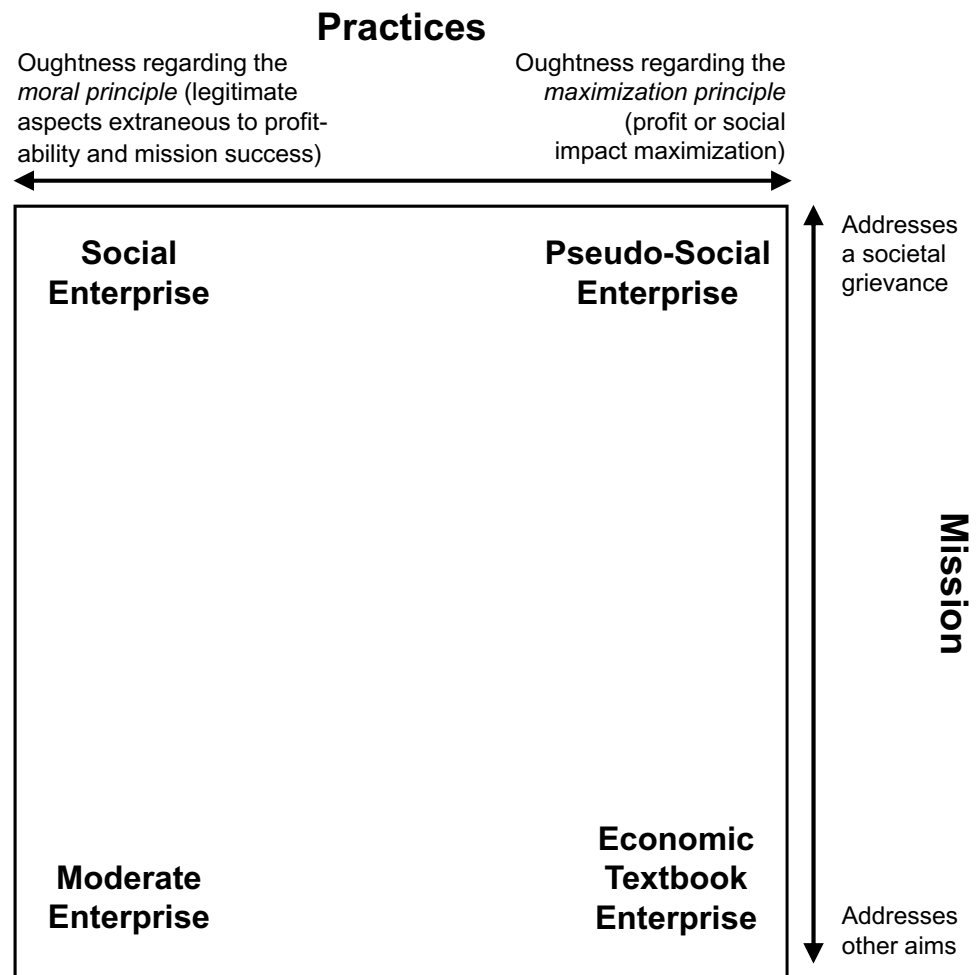 Practices
Oughtness regarding the
moral principle (legitimate
aspects extraneous to profit-
ability and mission success)
Oughtness regarding the
maximization principle
(profit or social
impact maximization)
Social
Enterprise
Pseudo-Social
Enterprise
Addresses
a societal
grievance
Mission
Moderate
Enterprise
Economic
Textbook
Enterprise
Addresses
other aims